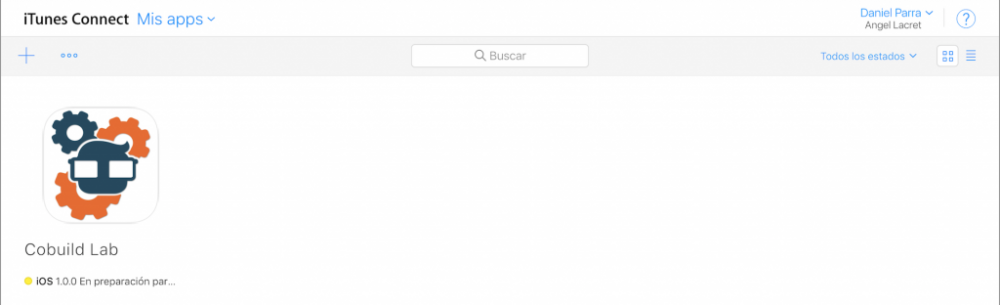 iTunes Connect Mis apps
Daniel Parra
Angel Lacret
?
Buscar
Todos los estados
Cobuild Lab
iOS 1.0.0 En preparación par...